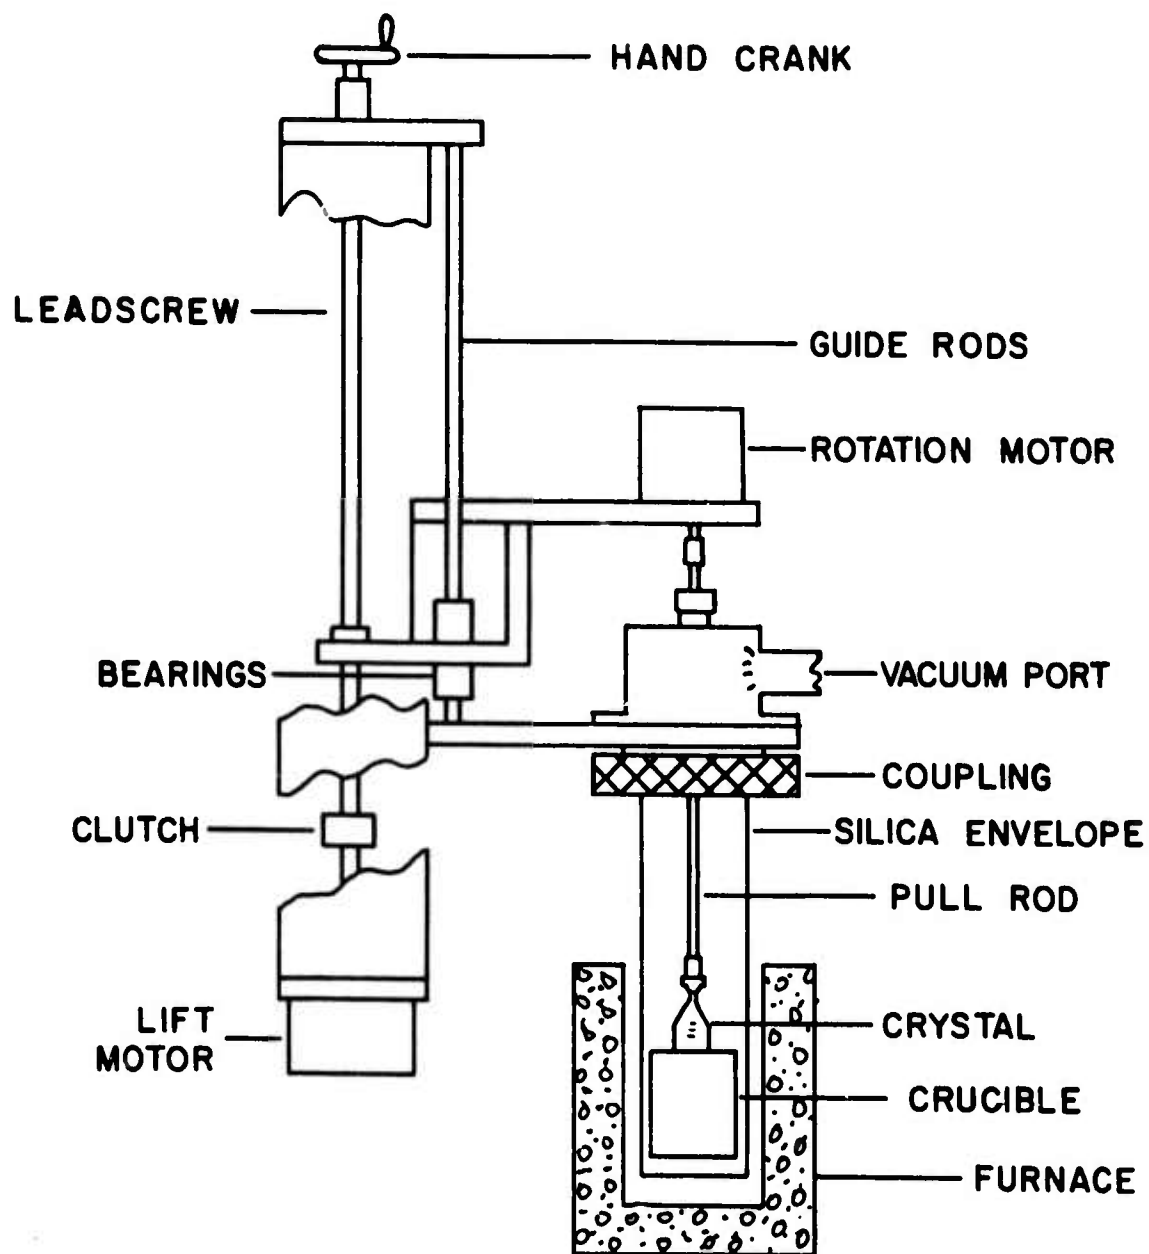 HAND CRANK
LEADSCREW
GUIDE RODS
ROTATION MOTOR
BEARINGS
VACUUM PORT
COUPLING
CLUTCH
SILICA ENVELOPE
PULL ROD
LIFT
MOTOR
CRYSTAL
CRUCIBLE
FURNACE